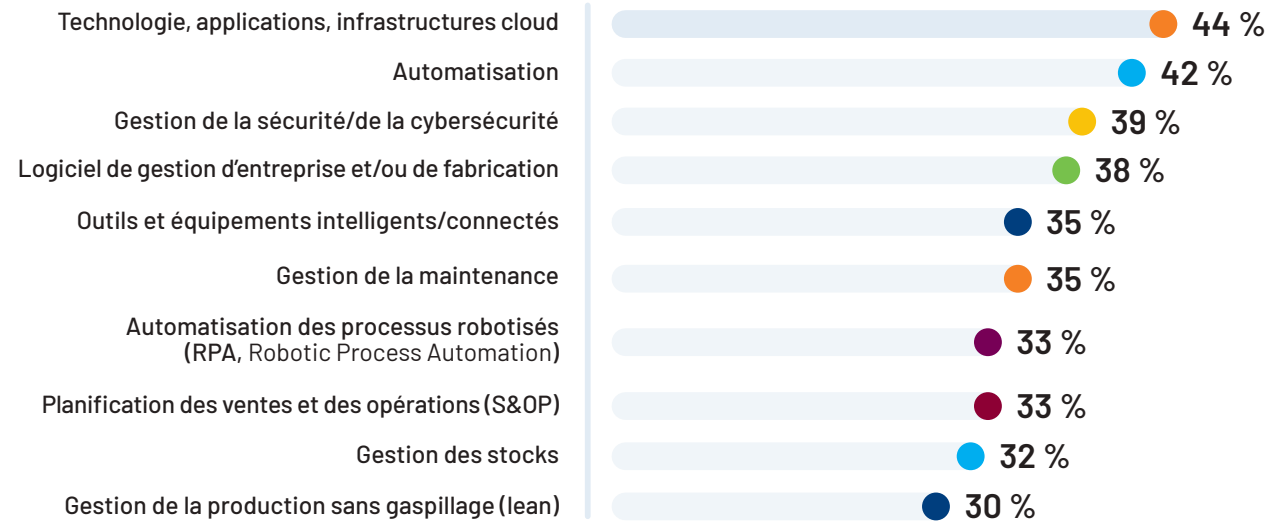 Technologie, applications, infrastructures cloud 44 %
Automatisation 42 %
Gestion de la sécurité/de la cybersécurité 39 %
Logiciel de gestion d'entreprise et/ou de fabrication 38 %
Outils et équipements intelligents/connectés 35 %
Gestion de la maintenance 35 %
Automatisation des processus robotisés
(RPA, Robotic Process Automation) 33 %
Planification des ventes et des opérations (S&OP) 33 %
Gestion des stocks 32 %
Gestion de la production sans gaspillage (lean) 30 %